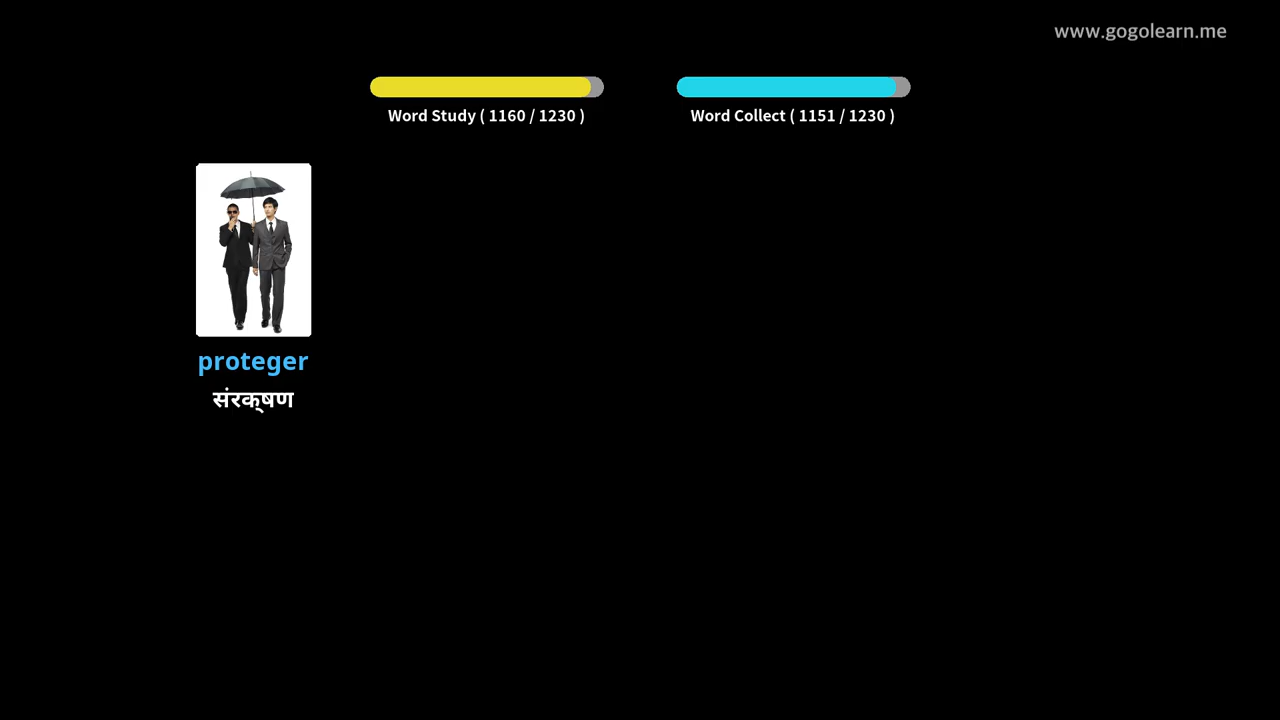 www.gogolearn.me
Word Study ( 1160 / 1230 )
Word Collect ( 1151 / 1230 )
proteger
संरक्षण